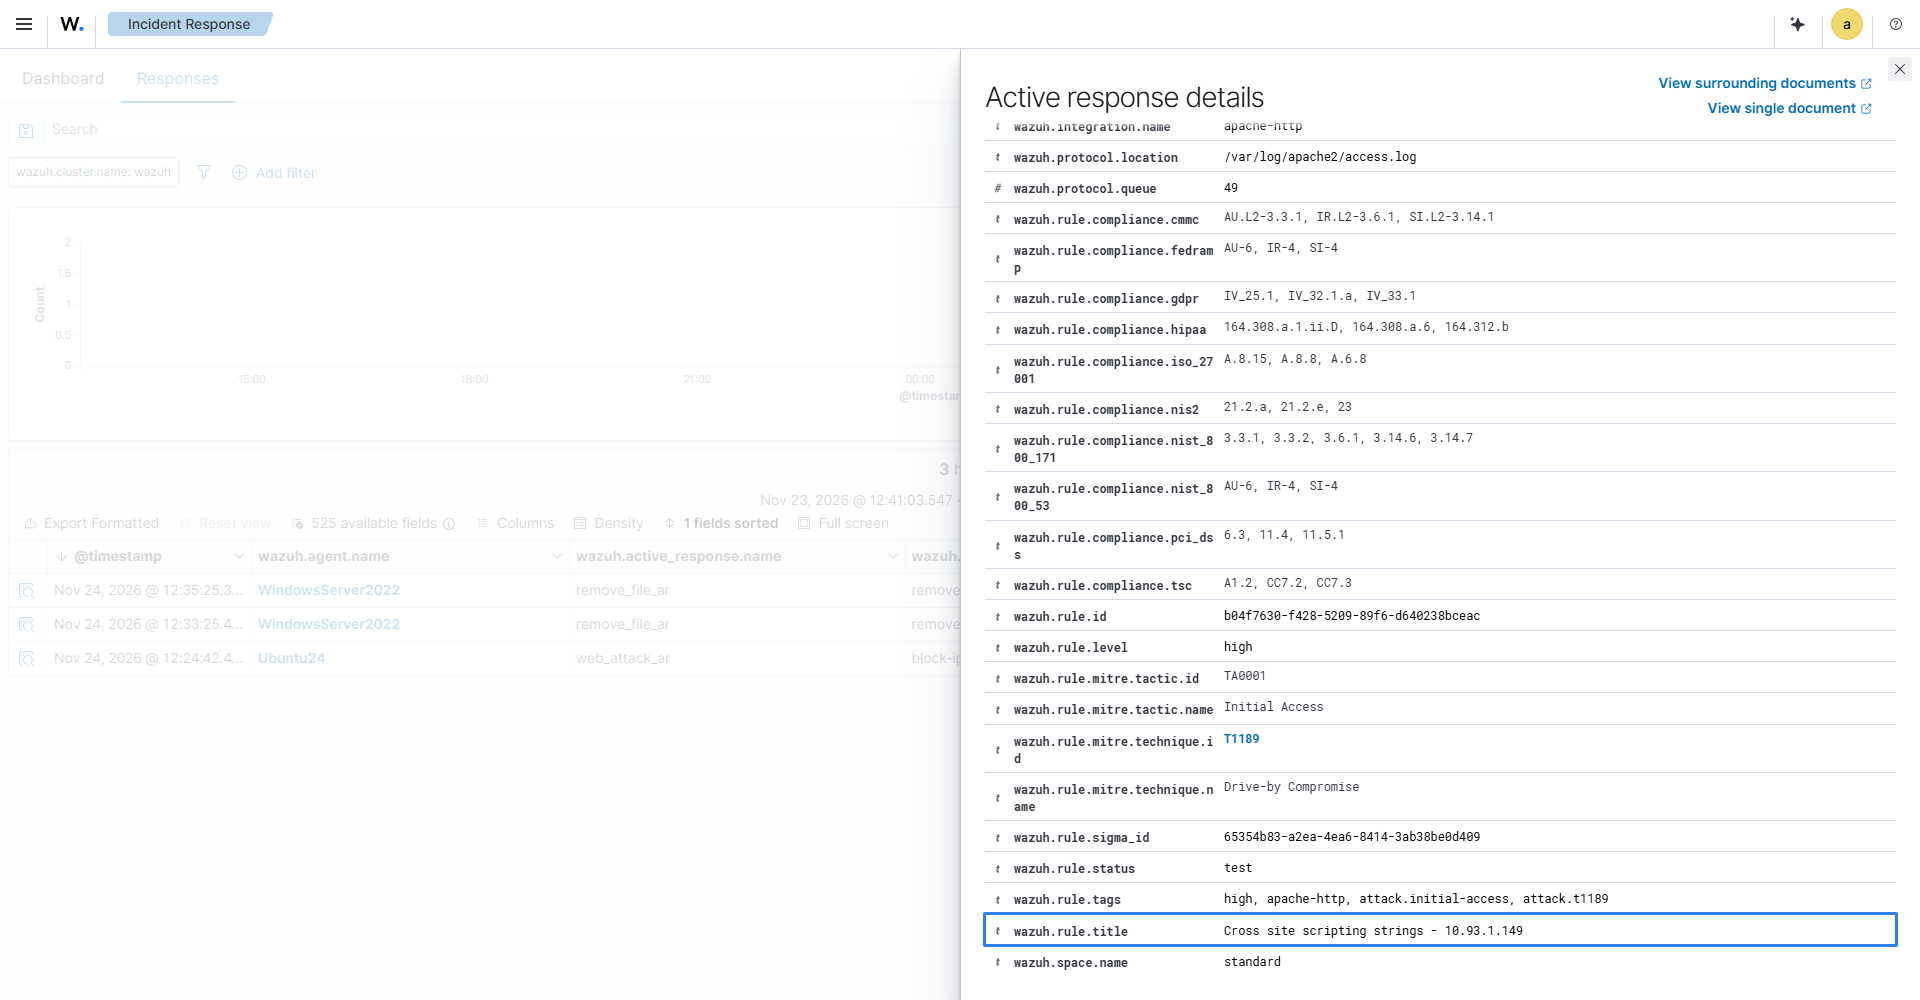 W.
Incident Response
a
Dashboard
Responses
Search
wazuh.cluster.name: wazuh
Add filter
2
1.5
1
0.5
0
Count
15:00
18:00
21:00
00:00
3
Nov 23, 2026 @ 12:41:03.547 -
Export Formatted
Reset view
525 available fields
Columns
Density
1 fields sorted
Full screen
@timestamp
wazuh.agent.name
wazuh.active_response.name
wazuh.
Nov 24, 2026 @ 12:35:25.3...
WindowsServer2022
remove_file_ar
Nov 24, 2026 @ 12:33:25.4...
WindowsServer2022
remove_file_ar
Nov 24, 2026 @ 12:24:42.4...
Ubuntu24
web_attack_ar
Active response details
View surrounding documents
View single document
t wazuh.integration.name apache-http
t wazuh.protocol.location /var/log/apache2/access.log
# wazuh.protocol.queue 49
t wazuh.rule.compliance.cmmc AU.L2-3.3.1, IR.L2-3.6.1, SI.L2-3.14.1
t wazuh.rule.compliance.fedram
p
AU-6, IR-4, SI-4
t wazuh.rule.compliance.gdpr IV_25.1, IV_32.1.a, IV_33.1
t wazuh.rule.compliance.hipaa 164.308.a.1.ii.D, 164.308.a.6, 164.312.b
t wazuh.rule.compliance.iso_27
001
A.8.15, A.8.8, A.6.8
t wazuh.rule.compliance.nis2 21.2.a, 21.2.e, 23
t wazuh.rule.compliance.nist_8
00_171
3.3.1, 3.3.2, 3.6.1, 3.14.6, 3.14.7
t wazuh.rule.compliance.nist_8
00_53
AU-6, IR-4, SI-4
t wazuh.rule.compliance.pci_ds
s
6.3, 11.4, 11.5.1
t wazuh.rule.compliance.tsc A1.2, CC7.2, CC7.3
t wazuh.rule.id b04f7630-f428-5209-89f6-d640238bceac
t wazuh.rule.level high
t wazuh.rule.mitre.tactic.id TA0001
t wazuh.rule.mitre.tactic.name Initial Access
t wazuh.rule.mitre.technique.i
d
T1189
t wazuh.rule.mitre.technique.n
ame
Drive-by Compromise
t wazuh.rule.sigma_id 65354b83-a2ea-4ea6-8414-3ab38be0d409
t wazuh.rule.status test
t wazuh.rule.tags high, apache-http, attack.initial-access, attack.t1189
t wazuh.rule.title Cross site scripting strings - 10.93.1.149
t wazuh.space.name standard